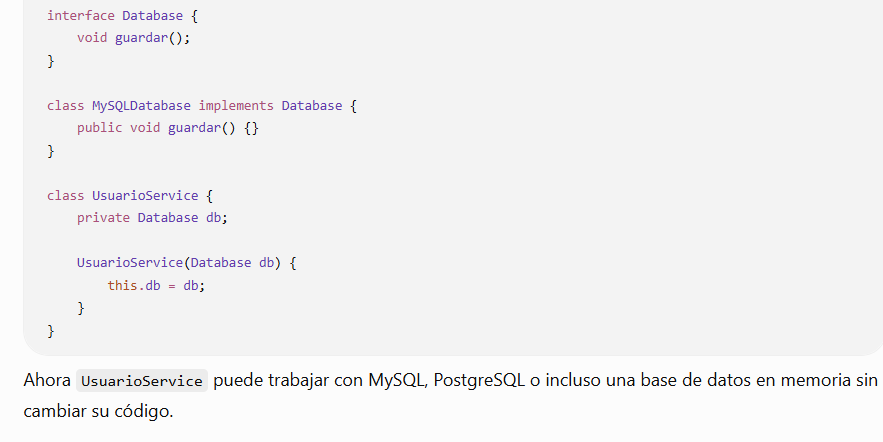 interface Database {
void guardar();
}
class MySQLDatabase implements Database {
public void guardar() {}
}
class UsuarioService {
private Database db;
UsuarioService(Database db) {
this.db = db;
}
}
Ahora UsuarioService puede trabajar con MySQL, PostgreSQL o incluso una base de datos en memoria sin
cambiar su código.